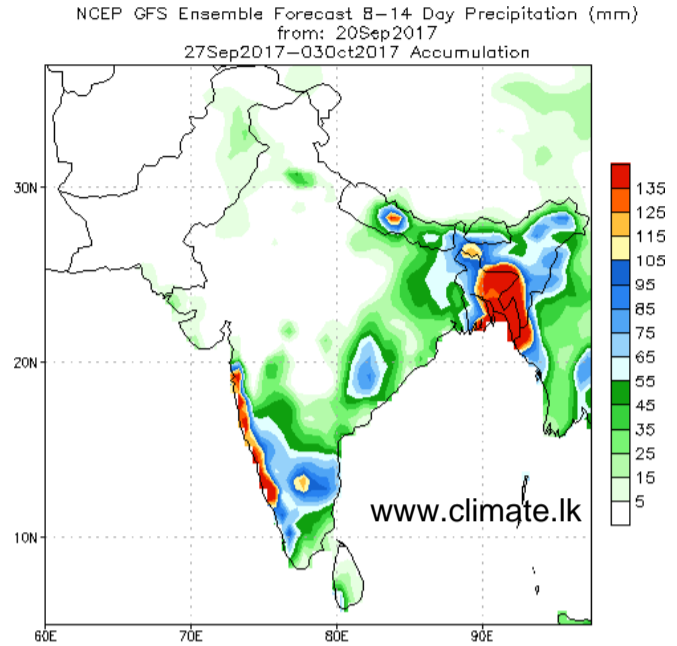 NCEP GFS Ensemble Forecast 8-14 Day Precipitation (mm)
from: 20Sep2017
27Sep2017-03Oct2017 Accumulation
30N
20N
10N
60E 70E 80E 90E
135
125
115
105
95
85
75
65
55
45
35
25
15
5
www.climate.lk